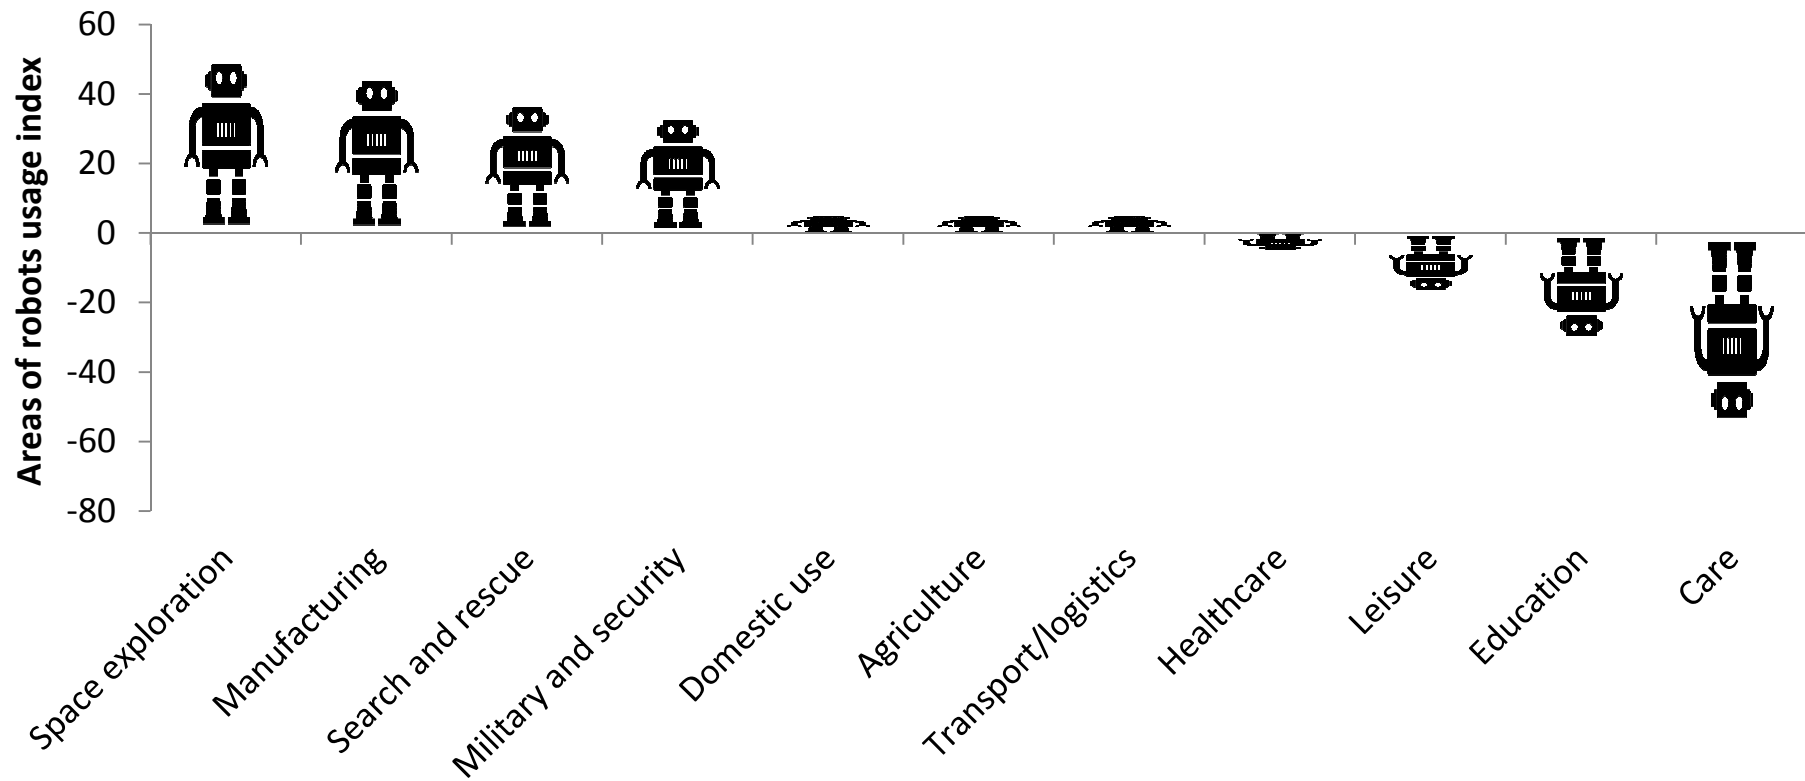 Areas of robots usage index
60
40
20
0
-20
-40
-60
-80
Space exploration
Manufacturing
Search and rescue
Military and security
Domestic use
Agriculture
Transport/logistics
Healthcare
Leisure
Education
Care